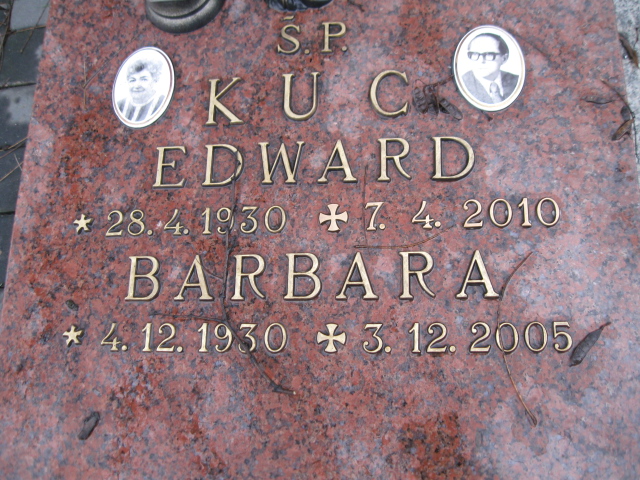 Ś.P.
KUC
EDWARD
* 28.4.1930 ✠ 7.4.2010
BARBARA
* 4.12.1930 ✠ 3.12.2005